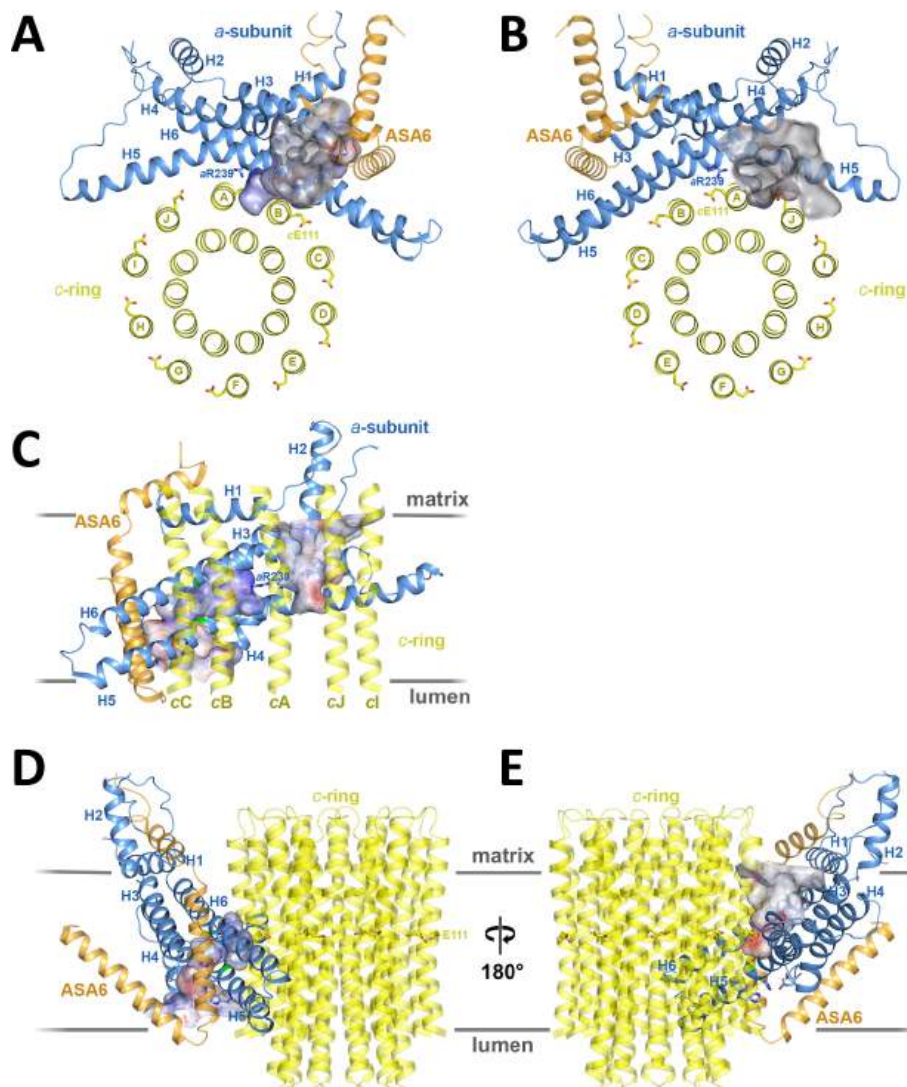 A
a-subunit
H2
H3
H1
H4
H6
ASA6
H5
aR239
A
B
cE111
J
C
I
c-ring
D
H
E
G
F
B
a-subunit
H2
H1
H4
ASA6
H3
H5
aR239
H6
A
cE111
B
J
H5
C
I
c-ring
D
H
E
G
F
C
a-subunit
H2
H1
matrix
ASA6
H3
aR239
H6
c-ring
H4
H5
lumen
cC
cB
cA
cJ
cI
D
c-ring
H2
H1
matrix
H3
H6
E111
H4
ASA6
H5
lumen
180°
E
c-ring
H1
H2
matrix
H3
H4
H6
H5
ASA6
lumen